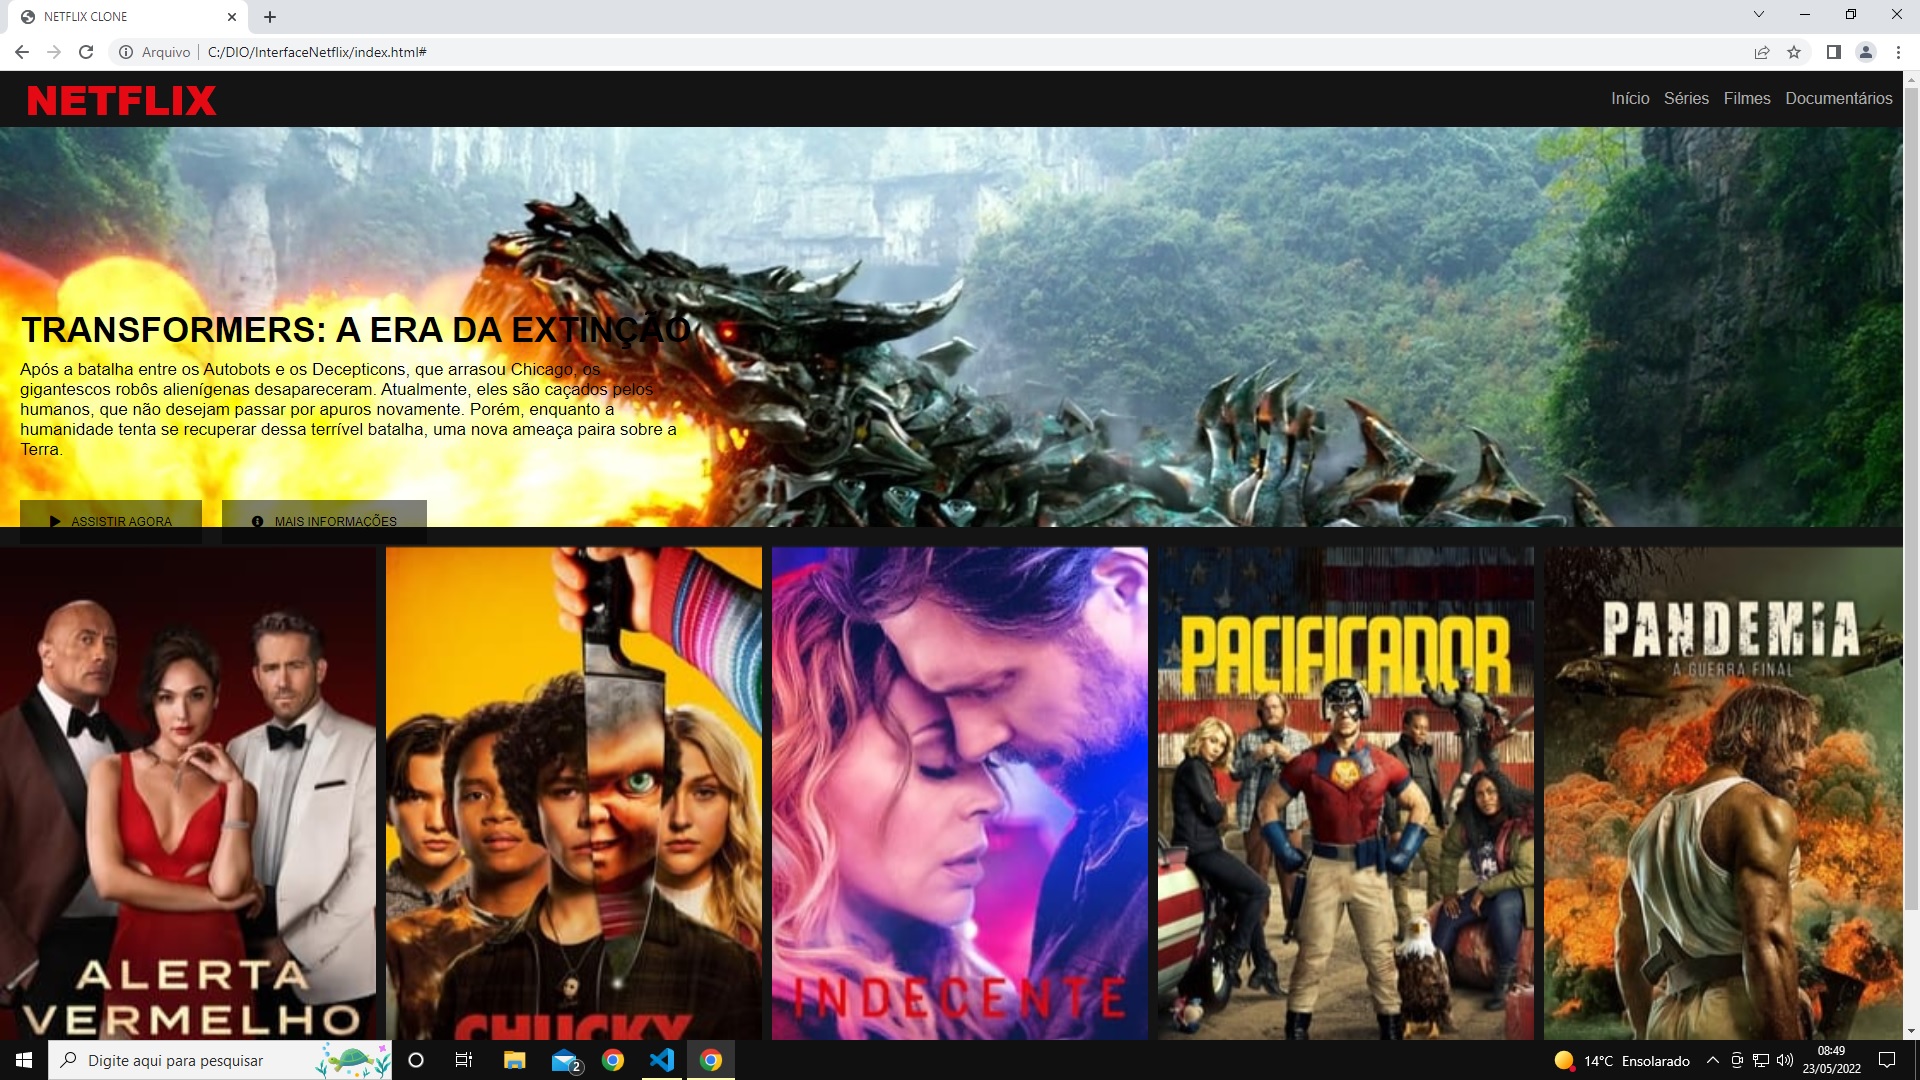 NETFLIX CLONE
Arquivo
C:/DIO/InterfaceNetflix/index.html#
NETFLIX
Início Séries Filmes Documentários
TRANSFORMERS: A ERA DA EXTINÇÃO
Após a batalha entre os Autobots e os Decepticons, que arrasou Chicago, os
gigantescos robôs alienígenas desapareceram. Atualmente, eles são caçados pelos
humanos, que não desejam passar por apuros novamente. Porém, enquanto a
humanidade tenta se recuperar dessa terrível batalha, uma nova ameaça paira sobre a
Terra.
ASSISTIR AGORA MAIS INFORMAÇÕES
ALERTA
VERMELHO
CHUCKY
INDECENTE
PACIFICADOR
PANDEMIA
A GUERRA FINAL
Digite aqui para pesquisar
2
14°C Ensolarado
08:49
23/05/2022